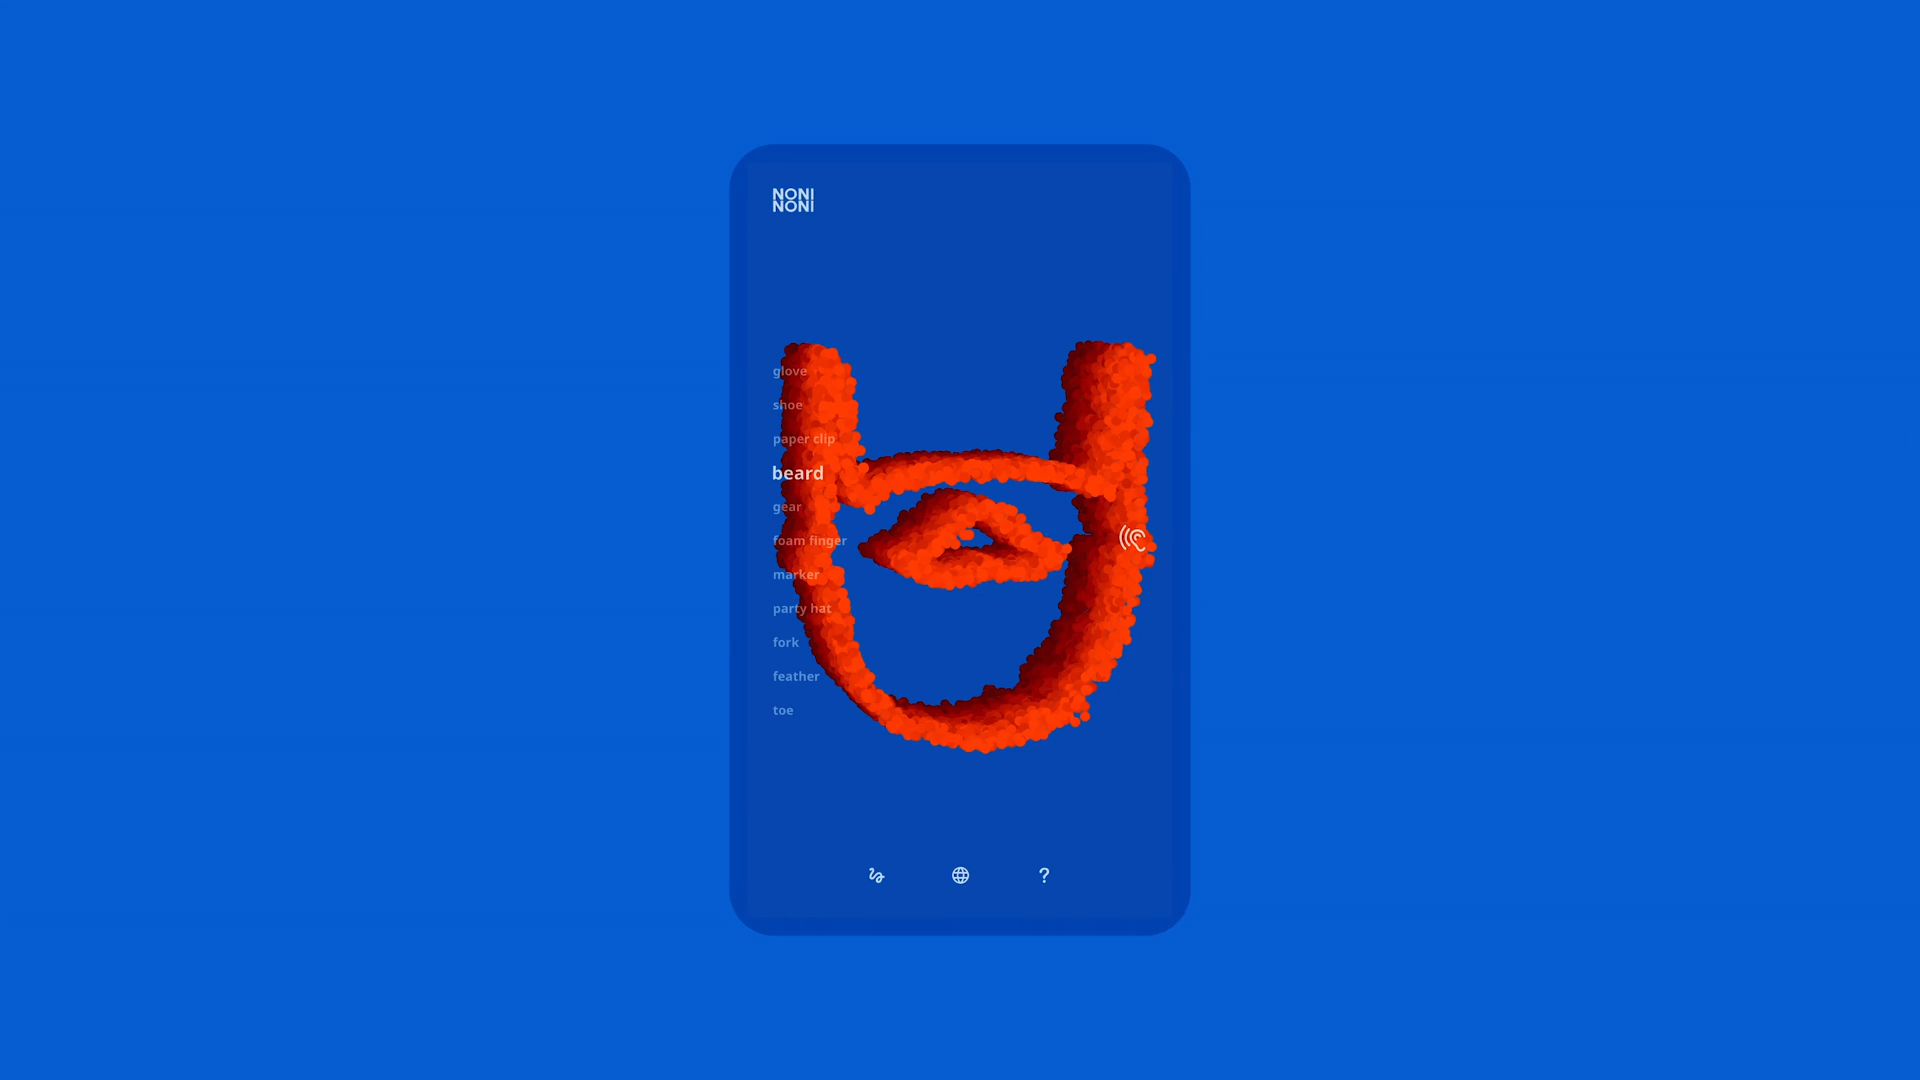 NONI
NONI
glove
shoe
paper clip
beard
gear
foam finger
marker
party hat
fork
feather
toe
?